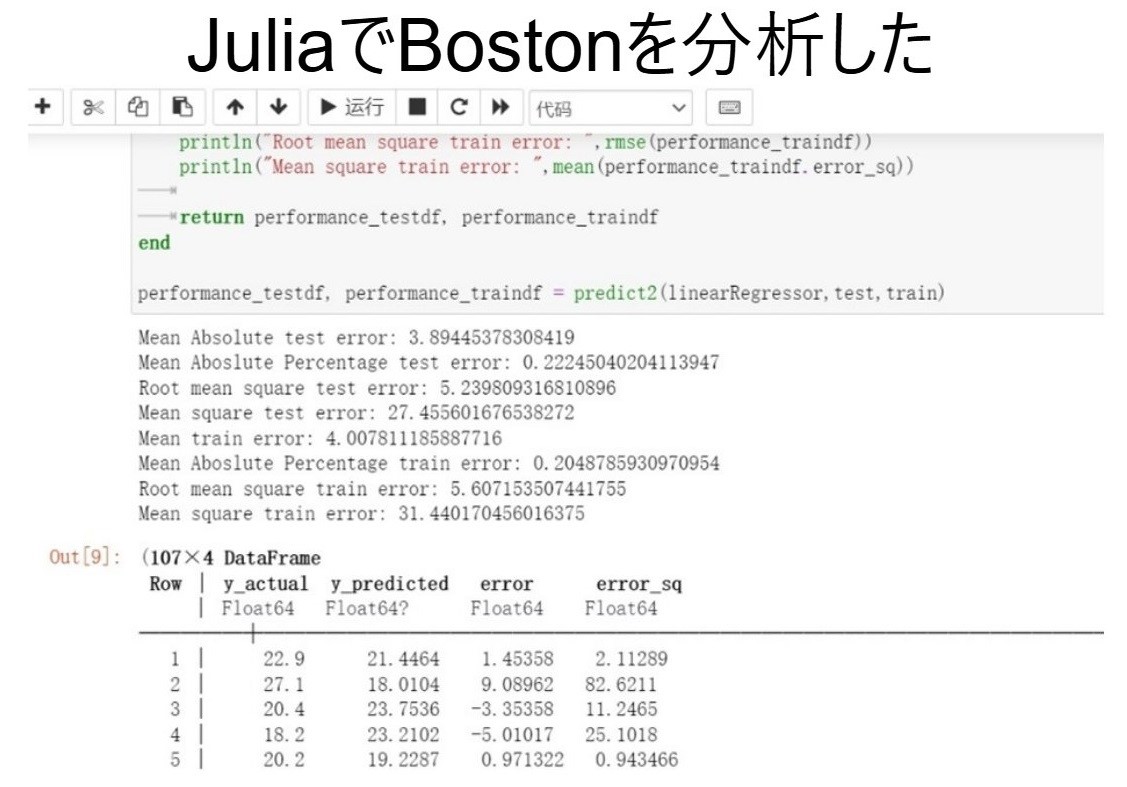 JuliaでBostonを分析した
运行 代码
println("Root mean square train error: ",rmse(performance_traindf))
println("Mean square train error: ",mean(performance_traindf.error_sq))
return performance_testdf, performance_traindf
end
performance_testdf, performance_traindf = predict2(linearRegressor,test,train)
Mean Absolute test error: 3.89445378308419
Mean Aboslute Percentage test error: 0.22245040204113947
Root mean square test error: 5.239809316810896
Mean square test error: 27.455601676538272
Mean train error: 4.007811185887716
Mean Aboslute Percentage train error: 0.2048785930970954
Root mean square train error: 5.607153507441755
Mean square train error: 31.440170456016375
Out[9]: (107×4 DataFrame
Row | y_actual y_predicted error error_sq
| Float64 Float64? Float64 Float64
1 | 22.9 21.4464 1.45358 2.11289
2 | 27.1 18.0104 9.08962 82.6211
3 | 20.4 23.7536 -3.35358 11.2465
4 | 18.2 23.2102 -5.01017 25.1018
5 | 20.2 19.2287 0.971322 0.943466